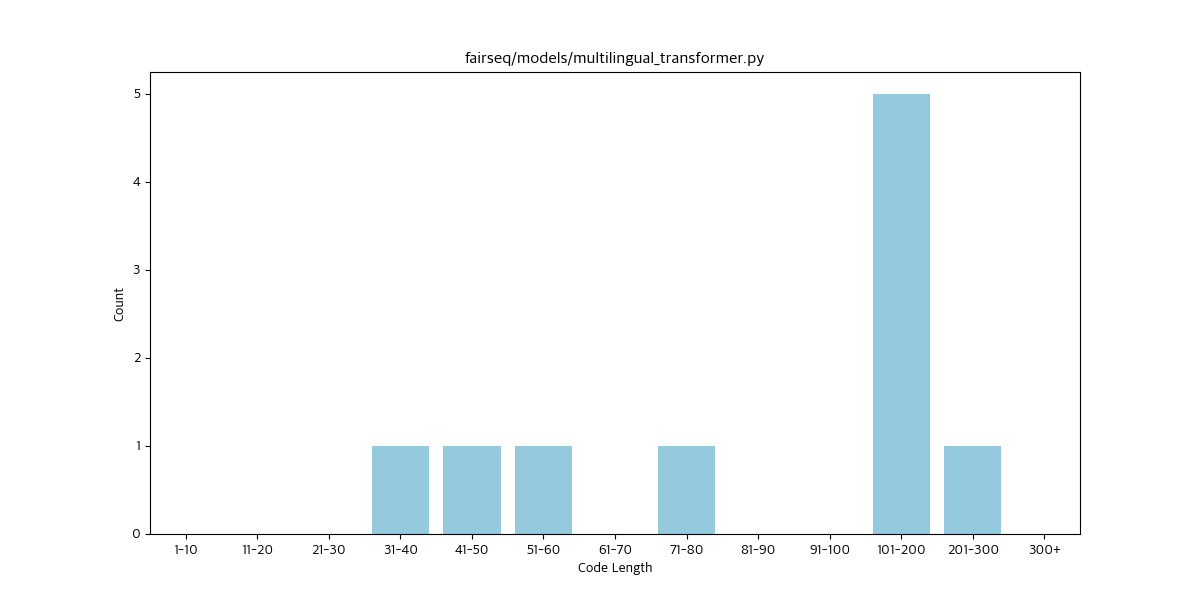 fairseq/models/multilingual_transformer.py
5
4
3
2
1
0
Count
1-10 11-20 21-30 31-40 41-50 51-60 61-70 71-80 81-90 91-100 101-200 201-300 300+
Code Length